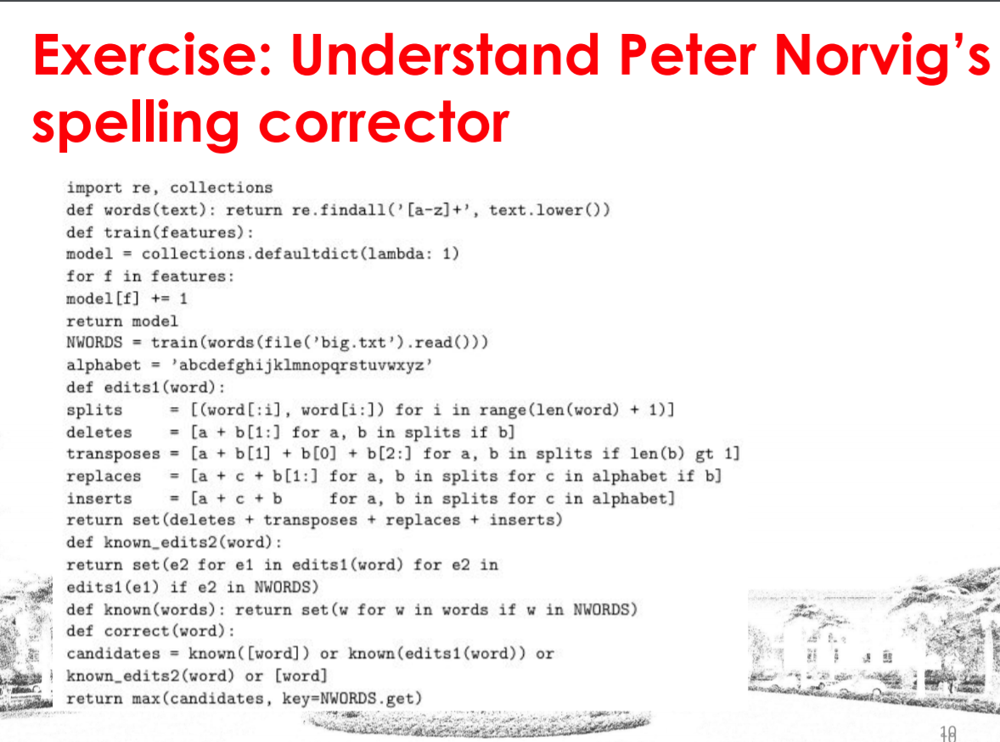 Exercise: Understand Peter Norvig’s
spelling corrector
import re, collections
def words(text): return re.findall(’[a-z]+’, text.lower())
def train(features):
model = collections.defaultdict(lambda: 1)
for f in features:
model[f] += 1
return model
NWORDS = train(words(file(’big.txt’).read()))
alphabet = ’abcdefghijklmnopqrstuvwxyz’
def edits1(word):
splits     = [(word[:i], word[i:]) for i in range(len(word) + 1)]
deletes    = [a + b[1:] for a, b in splits if b]
transposes = [a + b[1] + b[0] + b[2:] for a, b in splits if len(b) gt 1]
replaces   = [a + c + b[1:] for a, b in splits for c in alphabet if b]
inserts    = [a + c + b     for a, b in splits for c in alphabet]
return set(deletes + transposes + replaces + inserts)
def known_edits2(word):
return set(e2 for e1 in edits1(word) for e2 in
edits1(e1) if e2 in NWORDS)
def known(words): return set(w for w in words if w in NWORDS)
def correct(word):
candidates = known([word]) or known(edits1(word)) or
known_edits2(word) or [word]
return max(candidates, key=NWORDS.get)